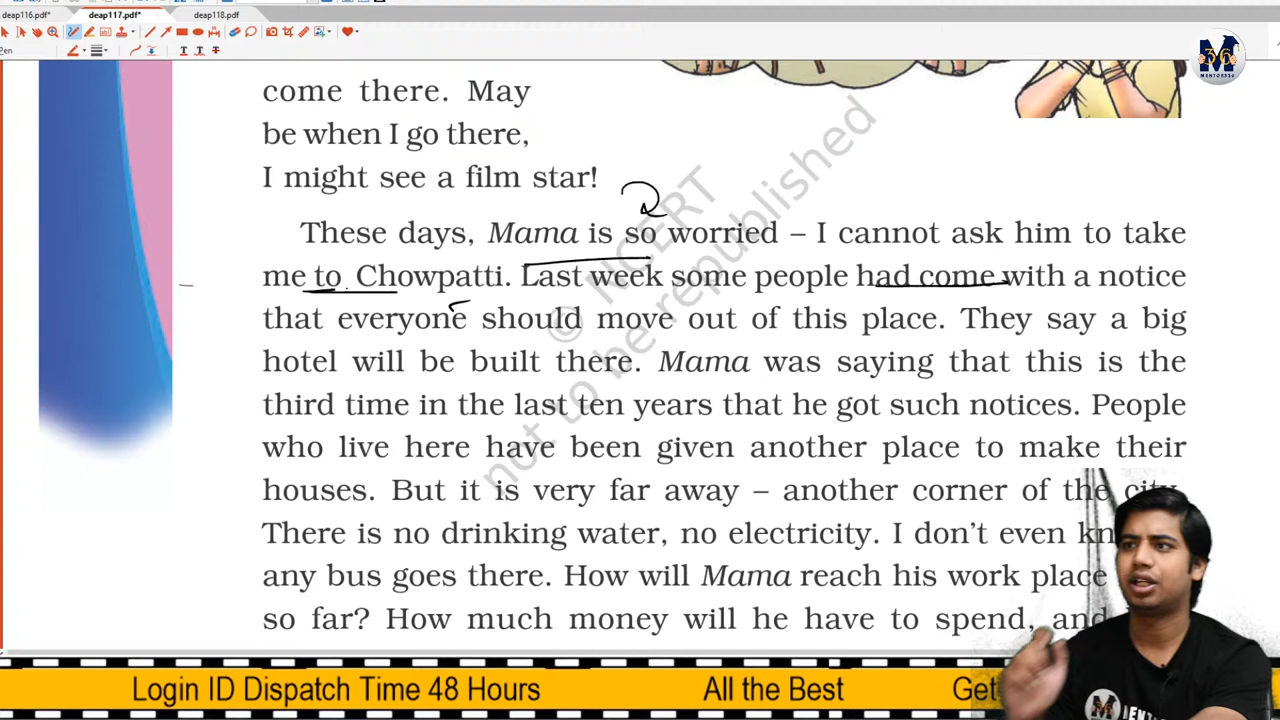 deap116.pdf*
deap117.pdf*
deap118.pdf
Pen
M36
MENTORS36
come there. May
be when I go there,
I might see a film star!
These days, Mama is so worried – I cannot ask him to take
me to Chowpatti. Last week some people had come with a notice
that everyone should move out of this place. They say a big
hotel will be built there. Mama was saying that this is the
third time in the last ten years that he got such notices. People
who live here have been given another place to make their
houses. But it is very far away – another corner of the city.
There is no drinking water, no electricity. I don't even
any bus goes there. How will Mama reach his work place
so far? How much money will he have to spend, and
© NCERT
not to be republished
Login ID Dispatch Time 48 Hours
All the Best
Get